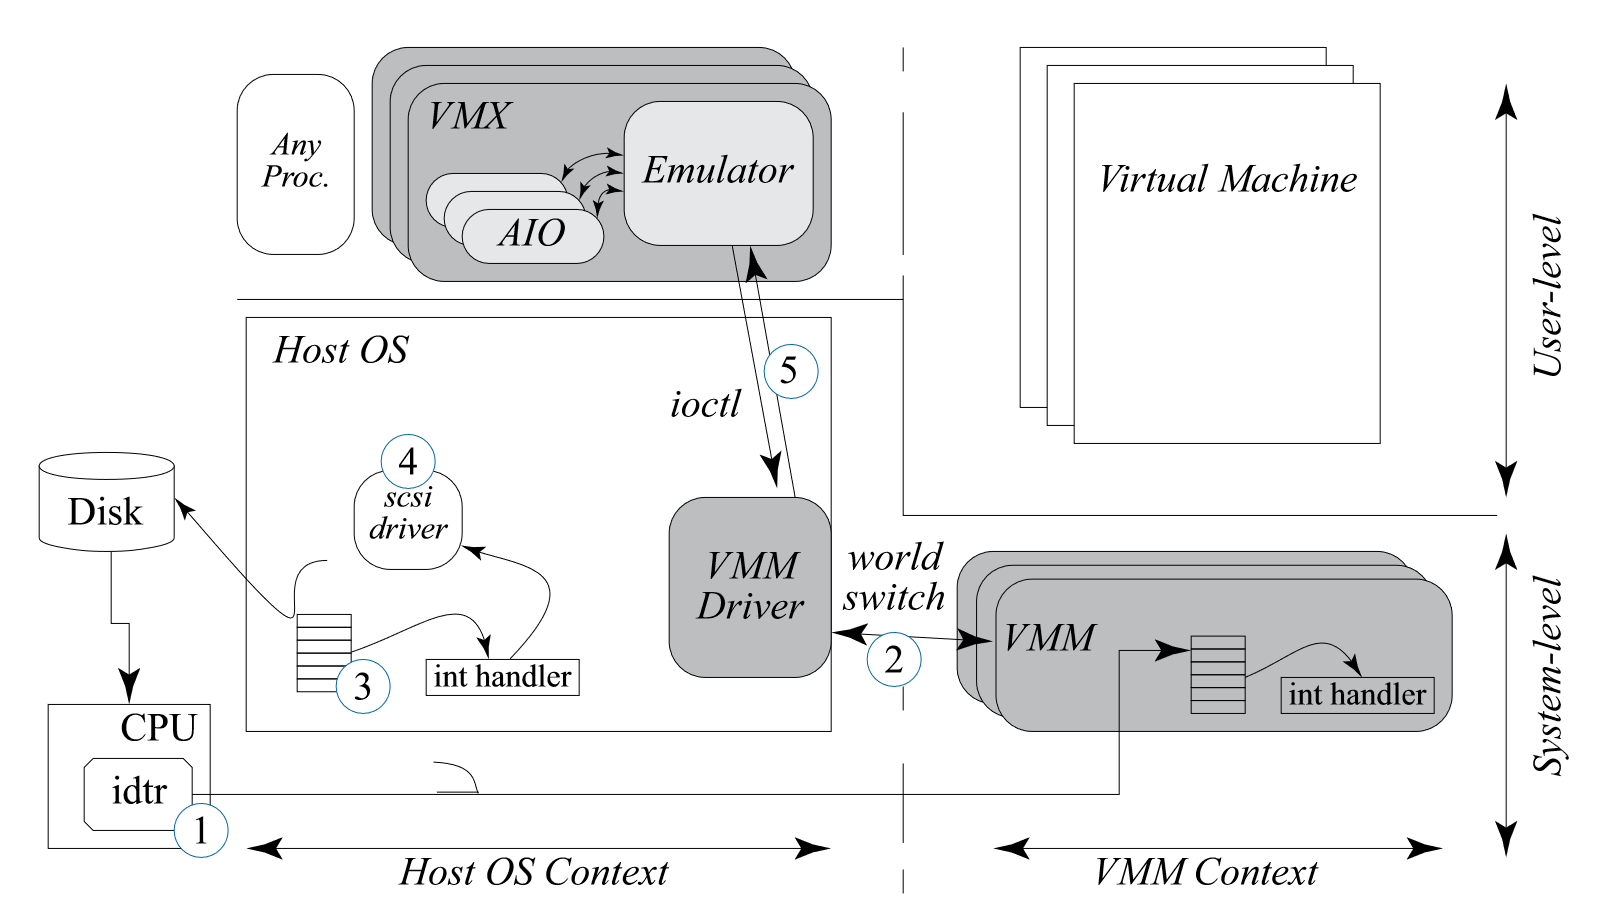 VMX
Any
Proc.
Emulator
AIO
Virtual Machine
User-level
Host OS
5
ioctl
4
scsi
driver
Disk
VMM
Driver
world
switch
2
VMM
int handler
3
int handler
System-level
CPU
idtr
1
Host OS Context
VMM Context